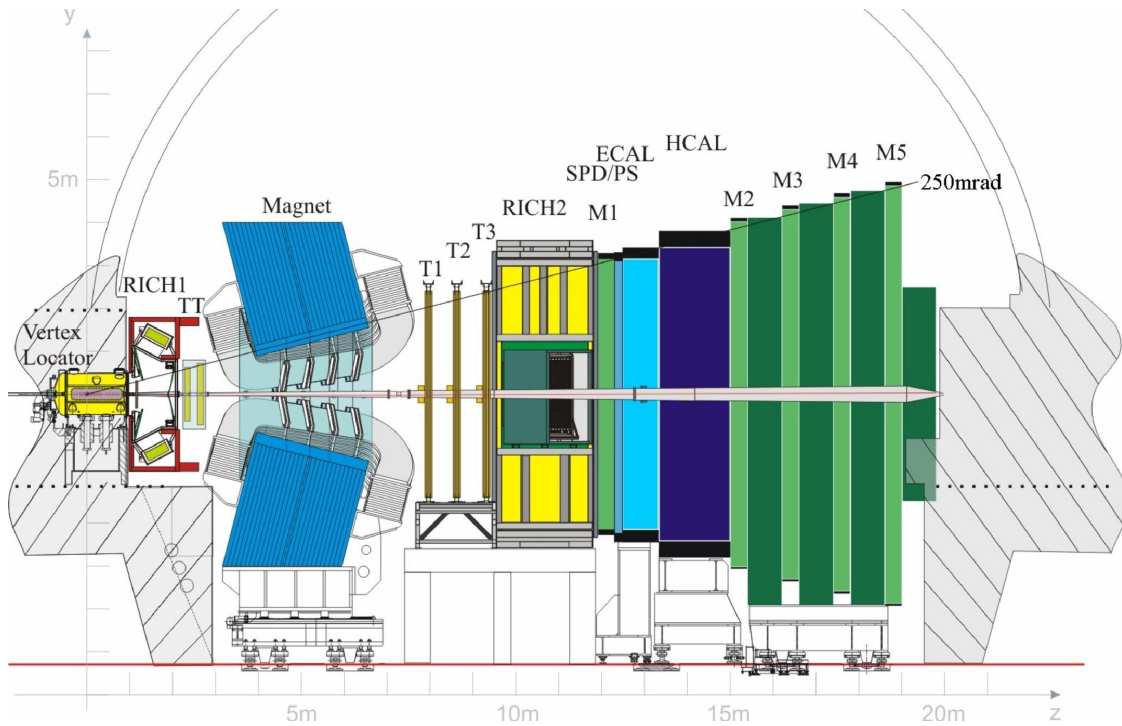 y
5m
Vertex
Locator
RICH1
TT
Magnet
T1
T2
T3
RICH2
M1
SPD/PS
ECAL
HCAL
M2
M3
M4
M5
250mrad
5m
10m
15m
20m
z